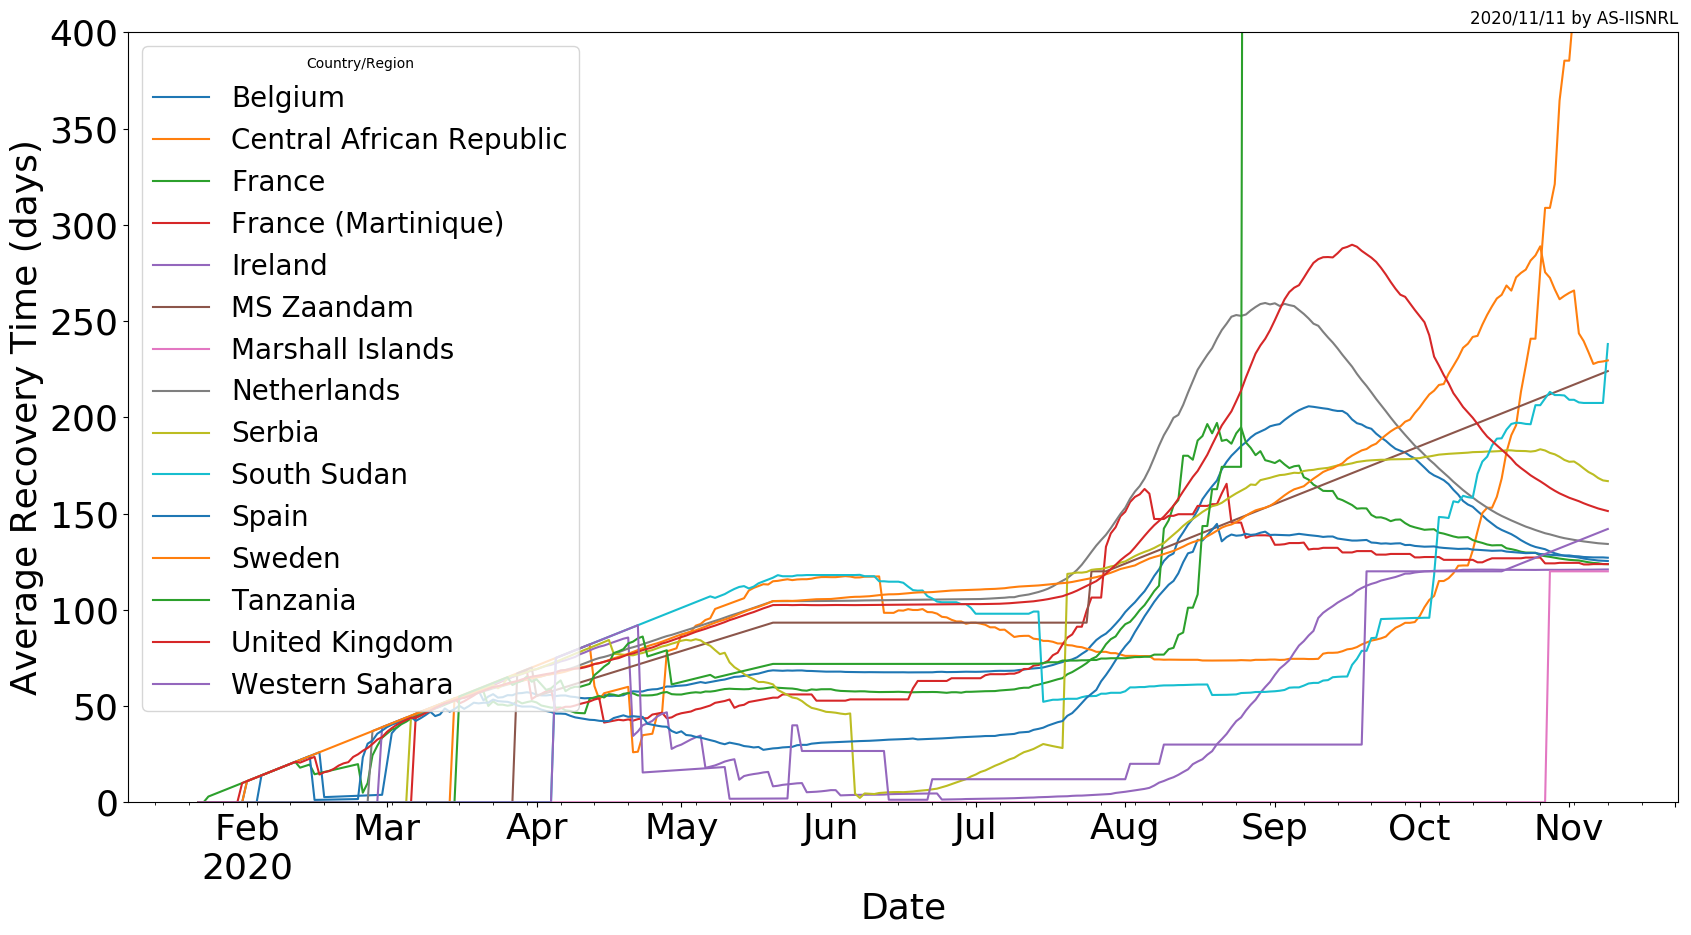 2020/11/11 by AS-IISNRL
400
350
300
250
200
150
100
50
0
Average Recovery Time (days)
Country/Region
Belgium
Central African Republic
France
France (Martinique)
Ireland
MS Zaandam
Marshall Islands
Netherlands
Serbia
South Sudan
Spain
Sweden
Tanzania
United Kingdom
Western Sahara
Feb Mar Apr May Jun Jul Aug Sep Oct Nov
2020
Date